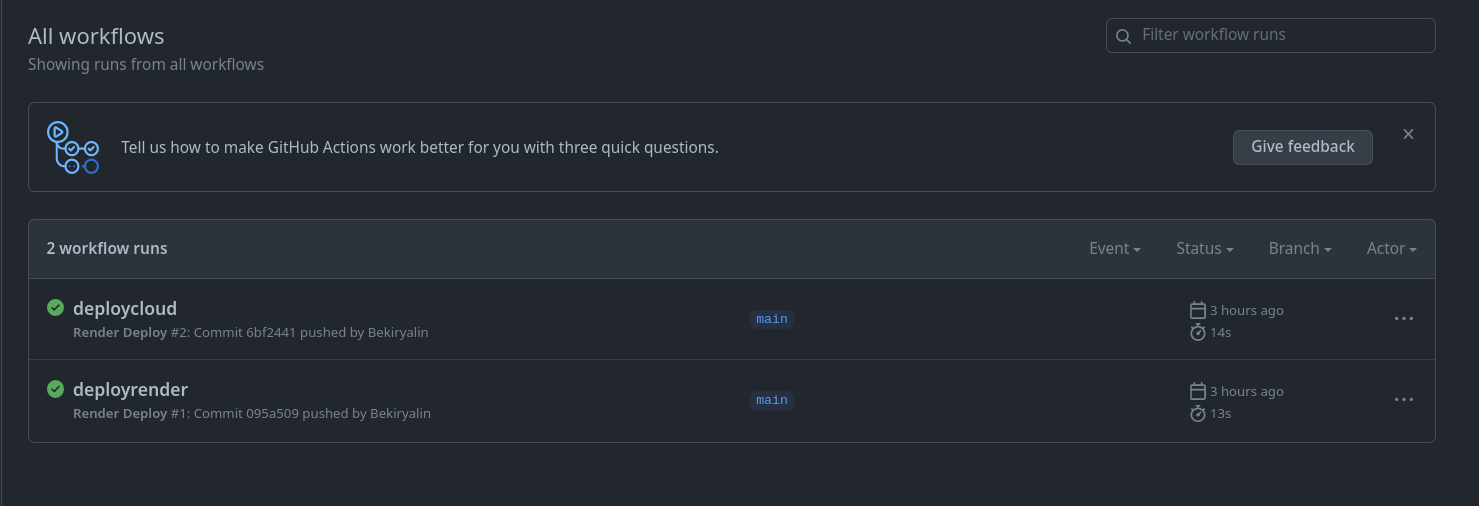 All workflows
Filter workflow runs
Showing runs from all workflows
Tell us how to make GitHub Actions work better for you with three quick questions.
Give feedback
2 workflow runs
Event
Status
Branch
Actor
deploycloud
Render Deploy #2: Commit 6bf2441 pushed by Bekiryalin
main
3 hours ago
14s
deployrender
Render Deploy #1: Commit 095a509 pushed by Bekiryalin
main
3 hours ago
13s